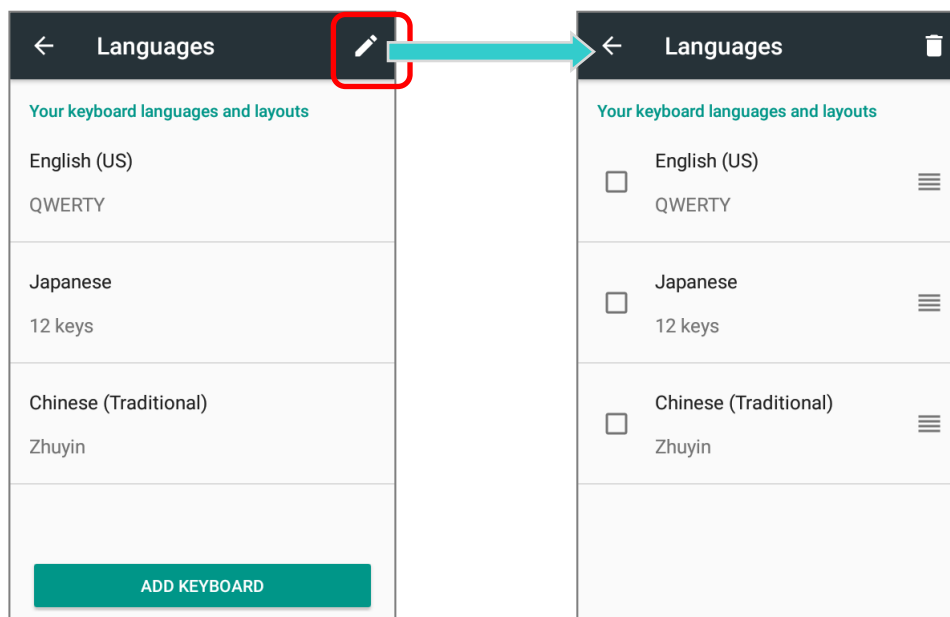 Languages
Your keyboard languages and layouts
English (US)
QWERTY
Japanese
12 keys
Chinese (Traditional)
Zhuyin
ADD KEYBOARD
Languages
Your keyboard languages and layouts
English (US)
QWERTY
Japanese
12 keys
Chinese (Traditional)
Zhuyin